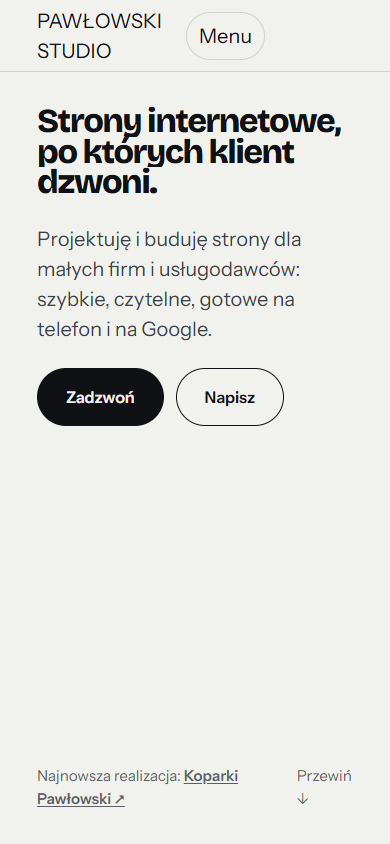 PAWŁOWSKI
STUDIO
Menu
Strony internetowe,
po których klient
dzwoni.
Projektuję i buduję strony dla
małych firm i usługodawców:
szybkie, czytelne, gotowe na
telefon i na Google.
Zadzwoń
Napisz
Najnowsza realizacja: Koparki
Pawłowski ↗
Przewiń
↓